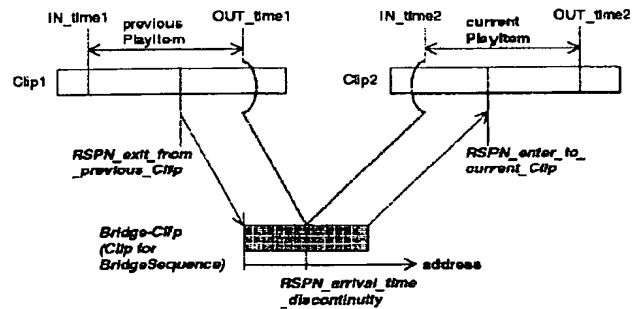 IN_time1
previous
PlayItem
OUT_time1
IN_time2
current
PlayItem
OUT_time2
Clip1
Clip2
RSPN_exit_from
_previous_Clip
RSPN_enter_to_
current_Clip
Bridge-Clip
(Clip for
BridgeSequence)
address
RSPN_arrival_time
_discontinuity